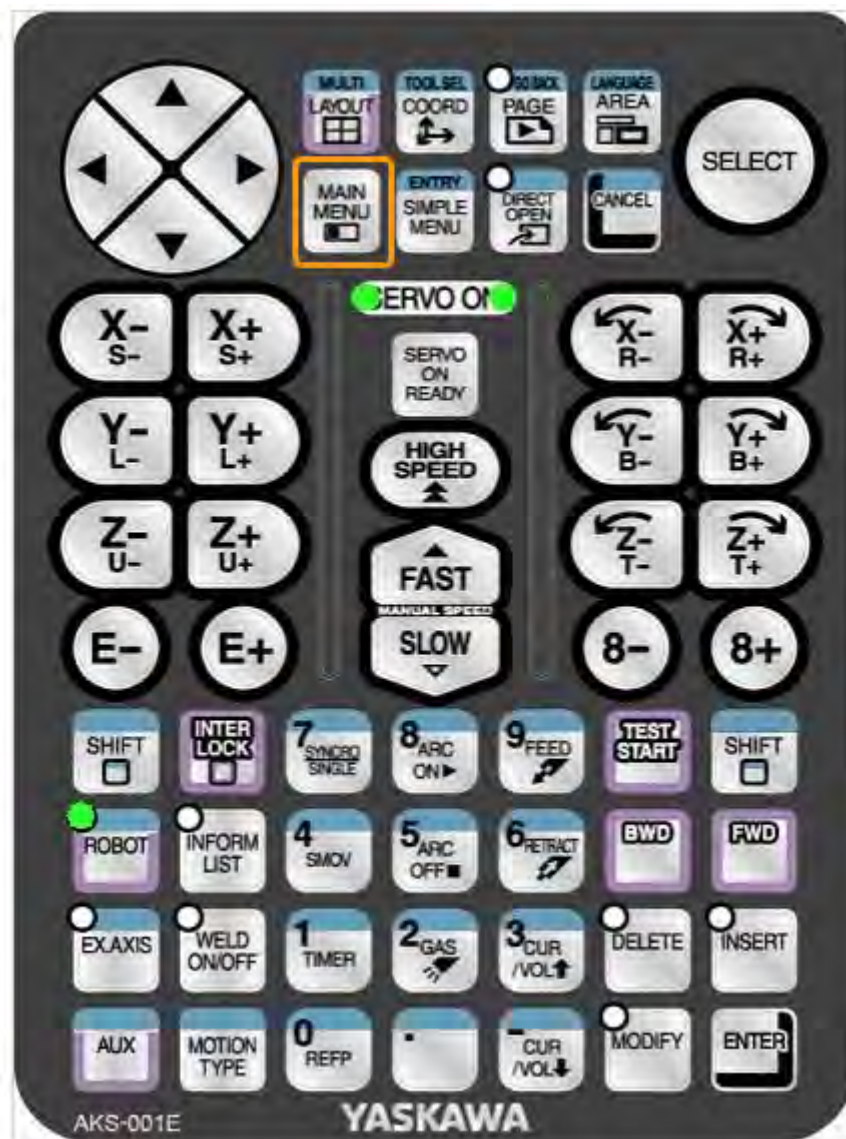 MULTI
LAYOUT
TOOL SEL
COORD
GO BACK
PAGE
LANGUAGE
AREA
SELECT
MAIN
MENU
ENTRY
SIMPLE
MENU
DIRECT
OPEN
CANCEL
SERVO ON
X-
S-
X+
S+
SERVO
ON
READY
X-
R-
X+
R+
Y-
L-
Y+
L+
HIGH
SPEED
Y-
B-
Y+
B+
Z-
U-
Z+
U+
FAST
MANUAL SPEED
SLOW
Z-
T-
Z+
T+
E-
E+
8-
8+
SHIFT
INTER
LOCK
7
SYNCRO
SINGLE
8
ARC
ON▶
9
FEED
TEST
START
SHIFT
ROBOT
INFORM
LIST
4
SMOV
5
ARC
OFF■
6
RETRACT
BWD
FWD
EX.AXIS
WELD
ON/OFF
1
TIMER
2
GAS
3
CUR
/VOL⬆
DELETE
INSERT
AUX
MOTION
TYPE
0
REFP
.
-
CUR
/VOL⬇
MODIFY
ENTER
AKS-001E
YASKAWA